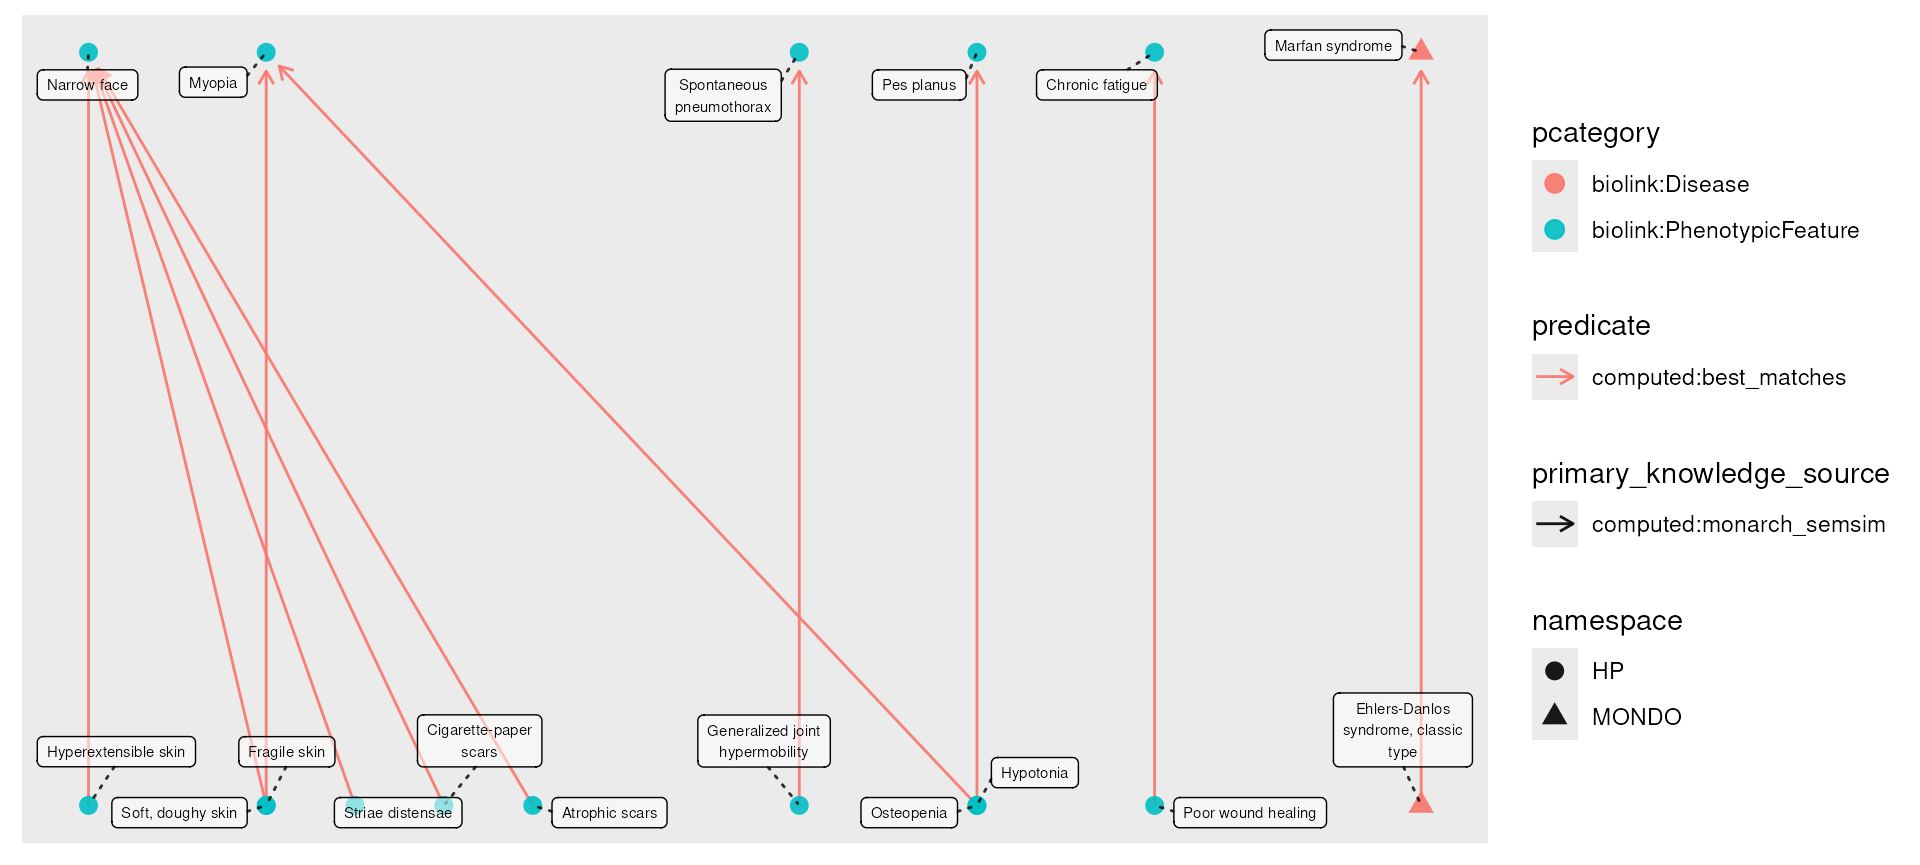 Narrow face
Myopia
Spontaneous
pneumothorax
Pes planus
Chronic fatigue
Marfan syndrome
Hyperextensible skin
Fragile skin
Cigarette-paper
scars
Generalized joint
hypermobility
Hypotonia
Ehlers-Danlos
syndrome, classic
type
Soft, doughy skin
Striae distensae
Atrophic scars
Osteopenia
Poor wound healing
pcategory
biolink:Disease
biolink:PhenotypicFeature
predicate
computed:best_matches
primary_knowledge_source
computed:monarch_semsim
namespace
HP
MONDO